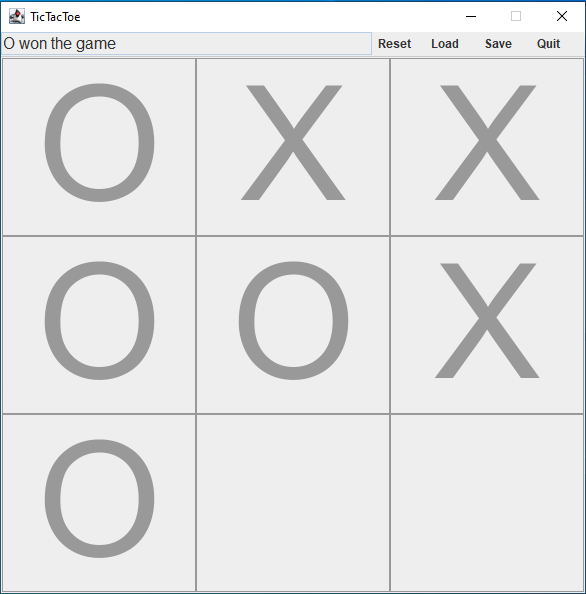 TicTacToe
O won the game Reset Load Save Quit
O X X
O O X
O